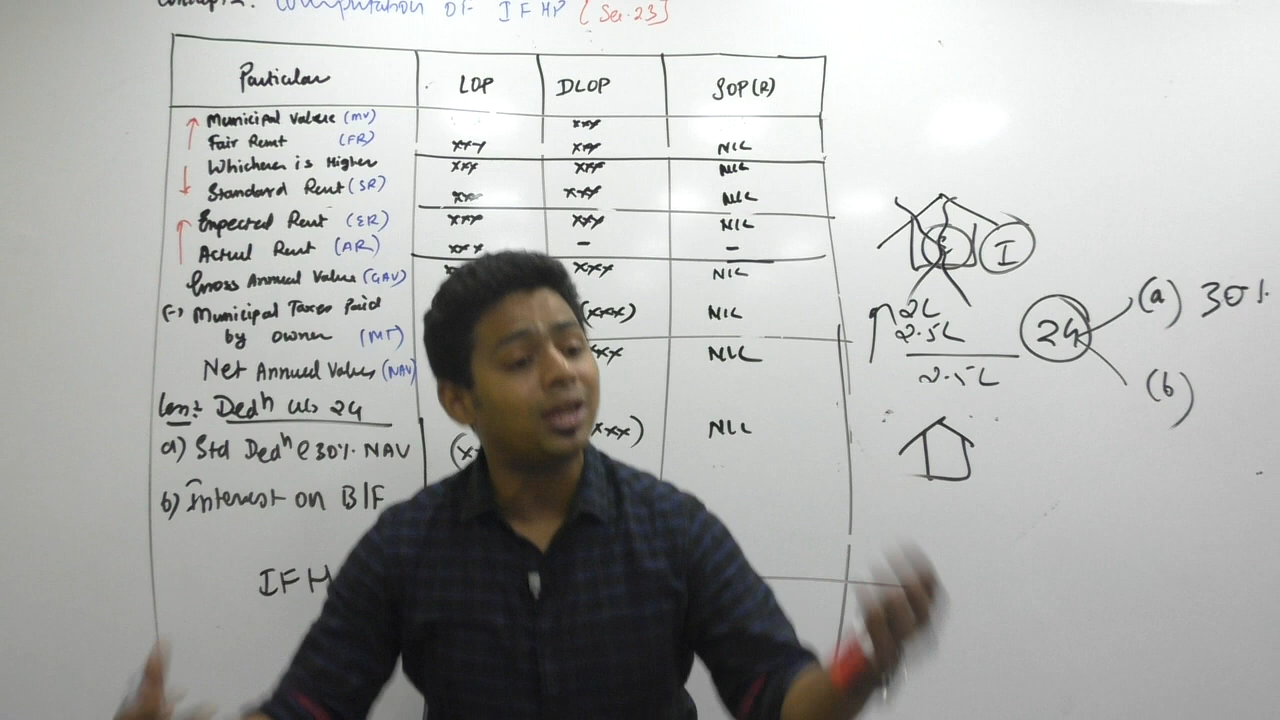 Concept 2: Computation OF IFHP [Sec.23]
Particular LOP DLOP SOP(R)
Municipal Value (MV) xxx
Fair Rent (FR) xxx xxx NIL
Whichever is Higher xxx xxx NIL
Standard Rent (SR) xxx xxx NIL
Expected Rent (ER) xxx xxx NIL
Actual Rent (AR) xxx - -
Gross Annual Value (GAV) xxx NIL
(-) Municipal Taxes Paid (xxx) NIL
by owner (MT)
Net Annual Value (NAV) NIL
Less: Dedn u/s 24
a) Std Dedn @ 30% NAV NIL
b) Interest on B/F
IFH
I
2L
2.5L
2.5L
24
(a) 30%
(b)